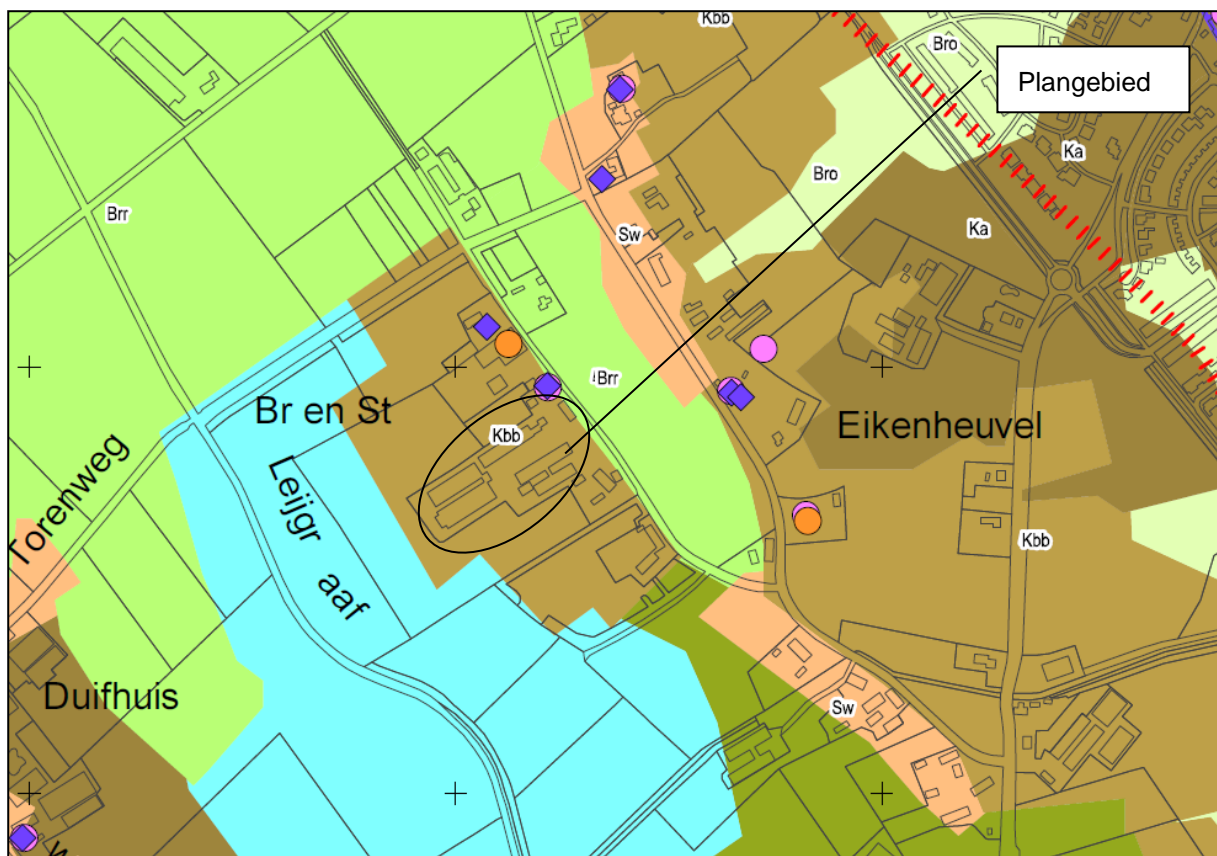 Kbb
Bro
Plangebied
Ka
Bro
Brr
Ka
Sw
Brr
Br en St
Eikenheuvel
Kbb
Torenweg
Leijgr
aaf
Kbb
Duifhuis
Sw